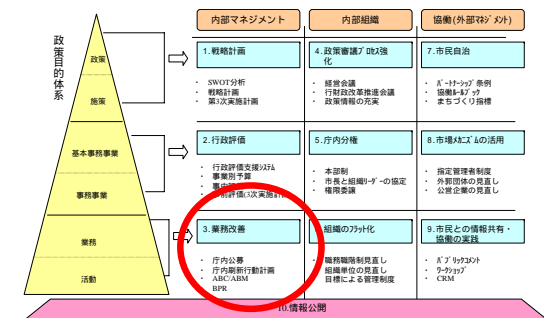 内部マネジメント
内部組織
協働(外部ﾏﾈｼﾞﾒﾝﾄ)
政策目的体系
政策
施策
基本事務事業
事務事業
業務
活動
1.戦略計画
・ SWOT分析
・ 戦略計画
・ 第3次実施計画
4.政策審議ﾌﾟﾛｾｽ強
化
・ 経営会議
・ 行財政改革推進会議
・ 政策情報の充実
7.市民自治
・ ﾊﾟｰﾄﾅｰｼｯﾌﾟ条例
・ 協働ﾙｰﾙﾌﾞｯｸ
・ まちづくり指標
2.行政評価
・ 行政評価支援ｼｽﾃﾑ
・ 事業別予算
・ 事中評価
・ 事前評価(3次実施計画
5.庁内分権
・ 本部制
・ 市長と組織ﾘｰﾀﾞｰの協定
・ 権限委譲
8.市場ﾒｶﾆｽﾞﾑの活用
・ 指定管理者制度
・ 外郭団体の見直し
・ 公営企業の見直し
3.業務改善
・ 庁内公募
・ 庁内刷新行動計画
・ ABC/ABM
BPR
組織のﾌﾗｯﾄ化
職務職階制見直し
組織単位の見直し
・ 目標による管理制度
9.市民との情報共有・
協働の実践
・ ﾊﾟﾌﾞﾘｯｸｺﾒﾝﾄ
・ ﾜｰｸｼｮｯﾌﾟ
・ CRM
10.情報公開